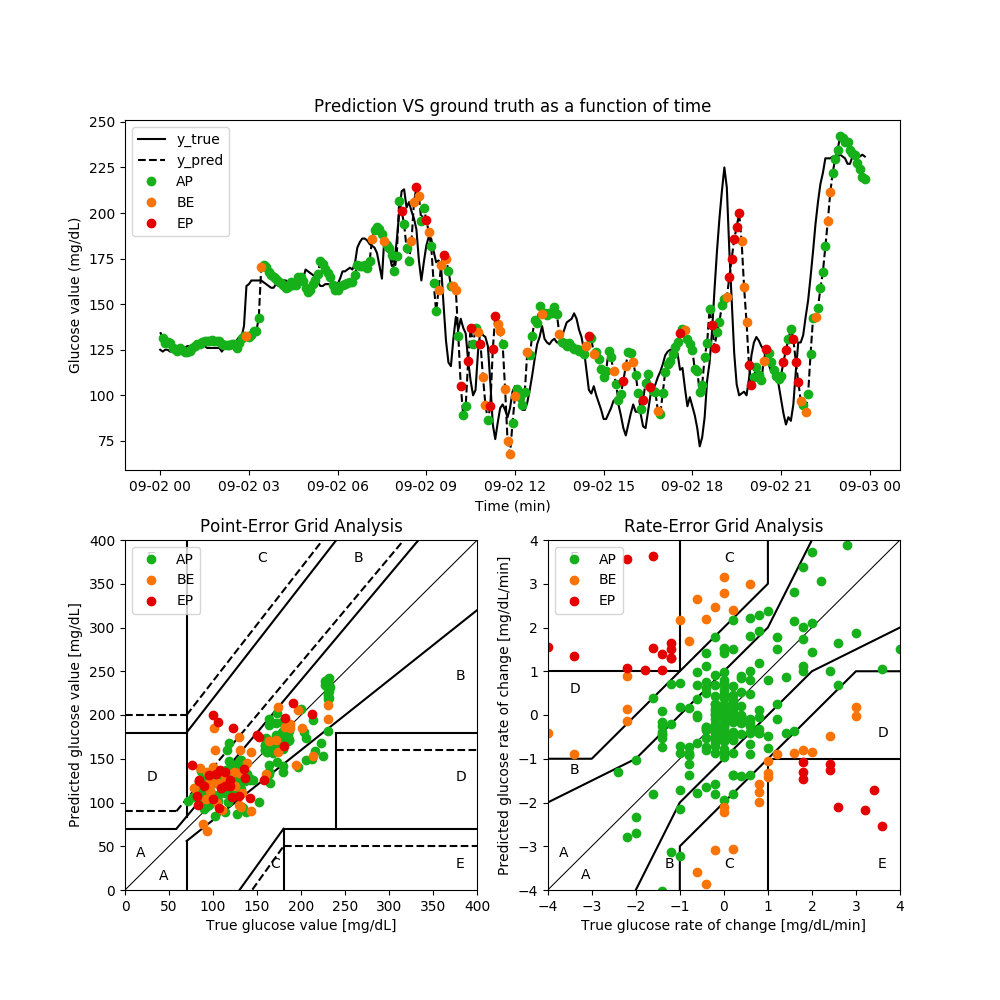 Prediction VS ground truth as a function of time
Glucose value (mg/dL)
250
225
200
175
150
125
100
75
y_true
y_pred
AP
BE
EP
09-02 00 09-02 03 09-02 06 09-02 09 09-02 12 09-02 15 09-02 18 09-02 21 09-03 00
Time (min)
Point-Error Grid Analysis
Predicted glucose value [mg/dL]
400
350
300
250
200
150
100
50
0
AP
BE
EP
C
B
B
D
D
A
A
C
E
0 50 100 150 200 250 300 350 400
True glucose value [mg/dL]
Rate-Error Grid Analysis
Predicted glucose rate of change [mg/dL/min]
4
3
2
1
0
−1
−2
−3
−4
AP
BE
EP
C
D
D
B
A
A
B
C
E
−4 −3 −2 −1 0 1 2 3 4
True glucose rate of change [mg/dL/min]